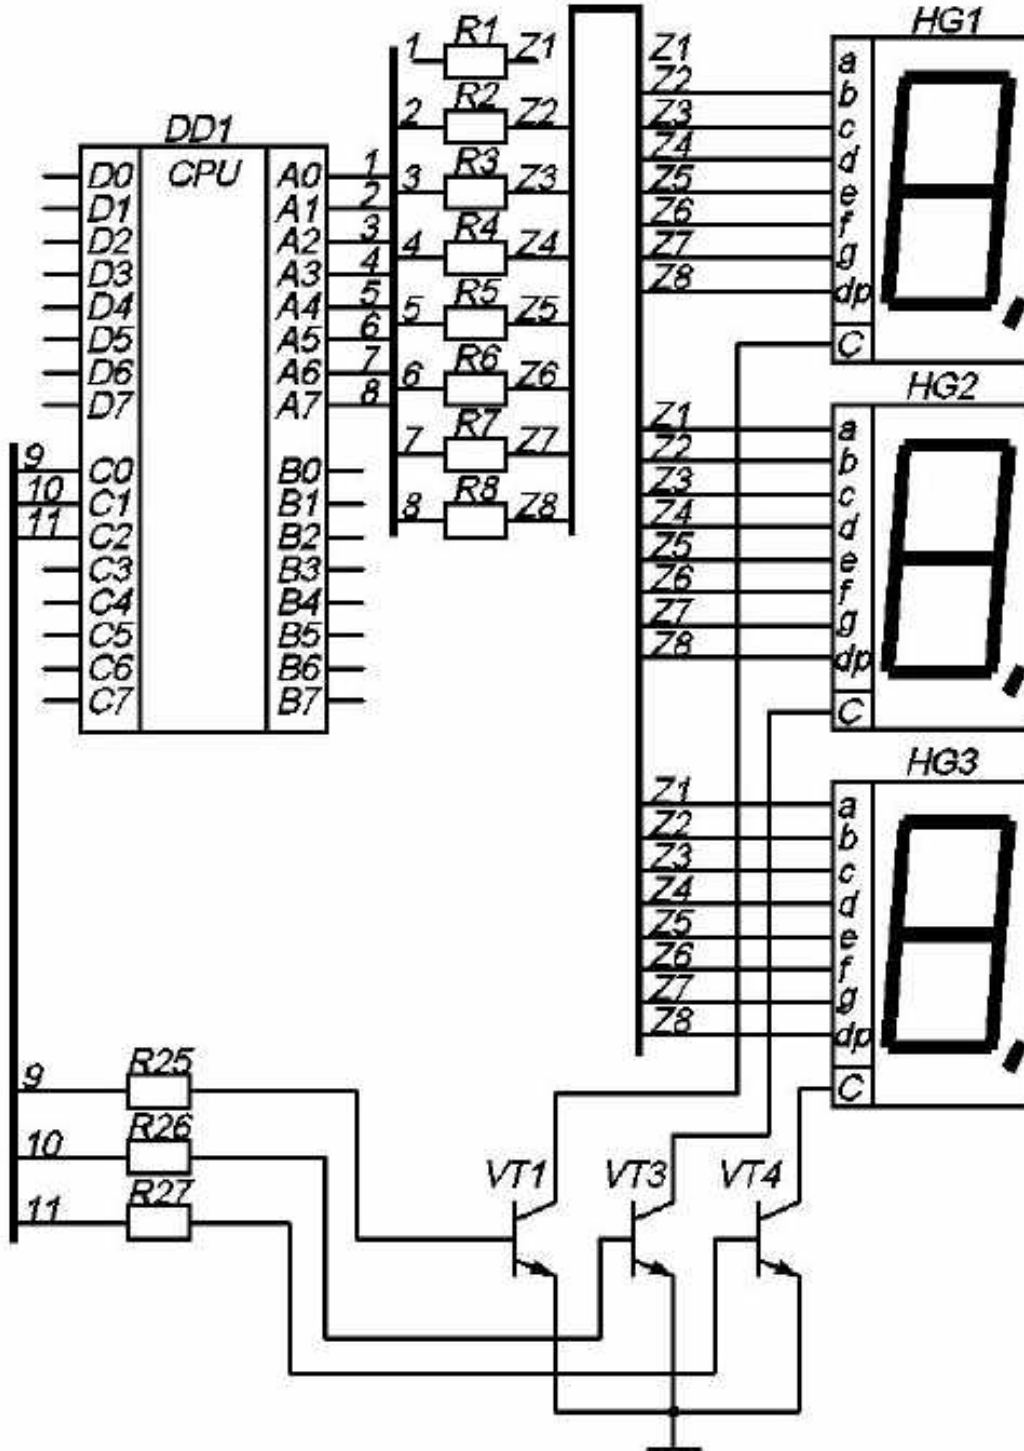 DD1
CPU
D0
D1
D2
D3
D4
D5
D6
D7
C0
C1
C2
C3
C4
C5
C6
C7
A0
A1
A2
A3
A4
A5
A6
A7
B0
B1
B2
B3
B4
B5
B6
B7
1
2
3
4
5
6
7
8
9
10
11
1 R1 Z1
2 R2 Z2
3 R3 Z3
4 R4 Z4
5 R5 Z5
6 R6 Z6
7 R7 Z7
8 R8 Z8
HG1
Z1 a
Z2 b
Z3 c
Z4 d
Z5 e
Z6 f
Z7 g
Z8 dp
C
HG2
Z1 a
Z2 b
Z3 c
Z4 d
Z5 e
Z6 f
Z7 g
Z8 dp
C
HG3
Z1 a
Z2 b
Z3 c
Z4 d
Z5 e
Z6 f
Z7 g
Z8 dp
C
9 R25
10 R26
11 R27
VT1
VT3
VT4